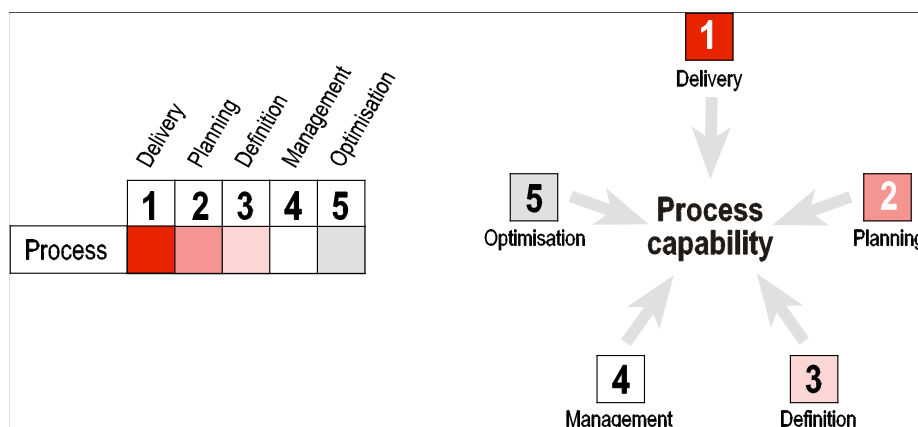 Delivery
Planning
Definition
Management
Optimisation
1 2 3 4 5
Process
1
Delivery
5
Optimisation
Process
capability
2
Planning
4
Management
3
Definition